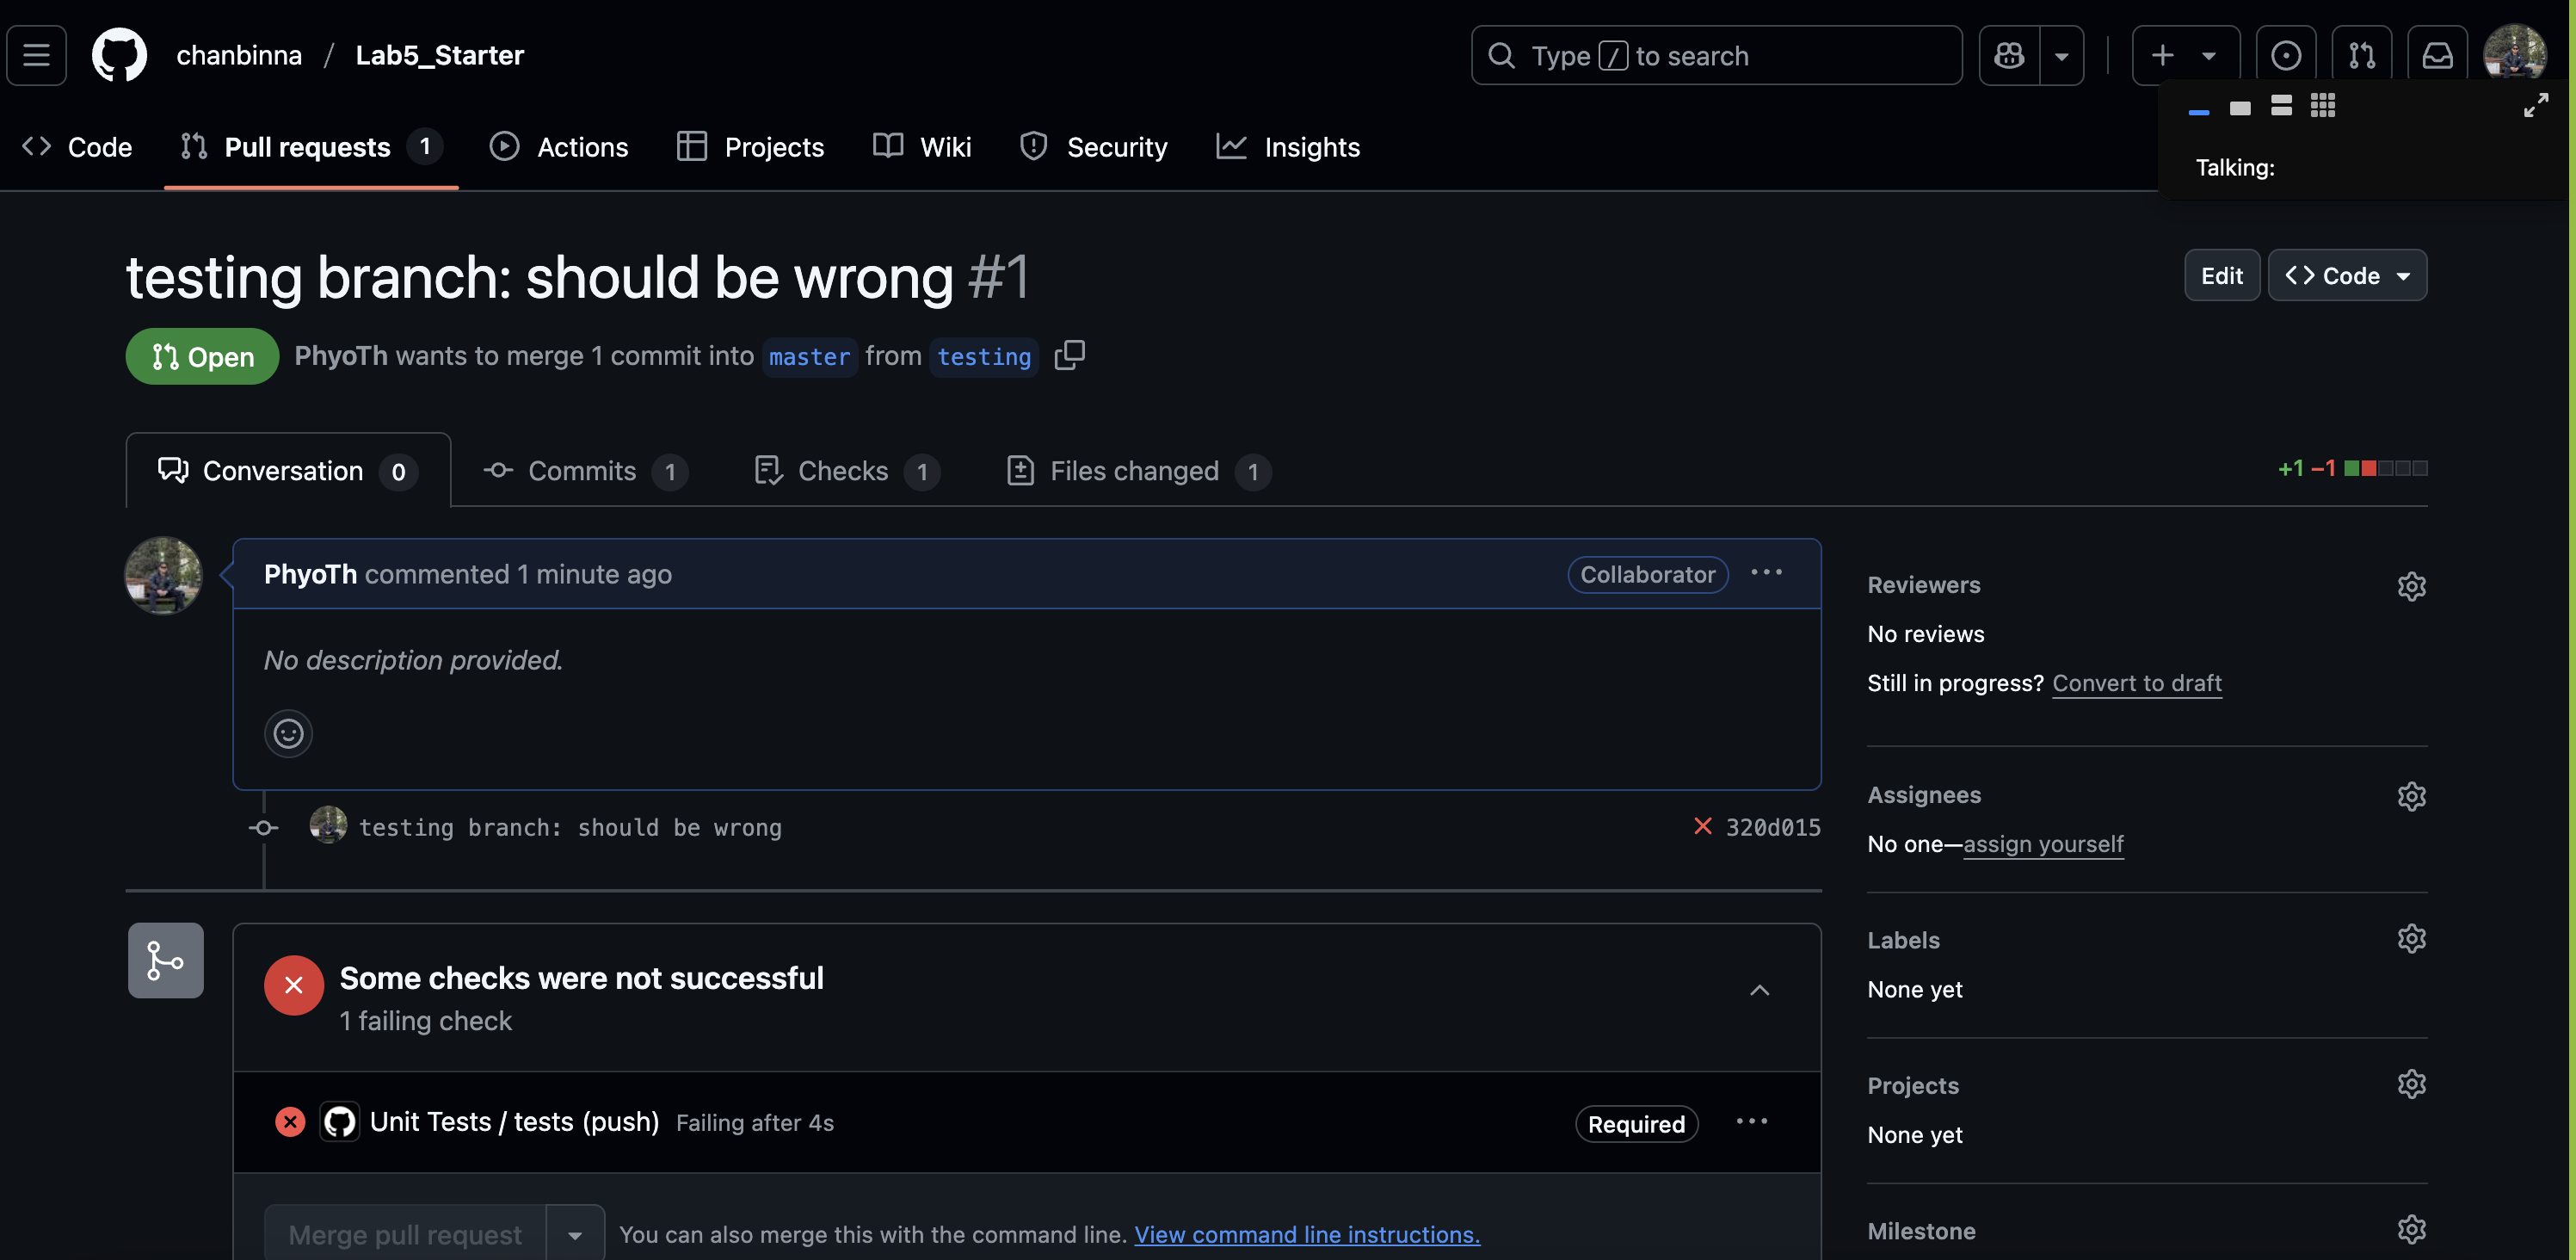 chanbinna / Lab5_Starter
Type / to search
Code
Pull requests 1
Actions
Projects
Wiki
Security
Insights
Talking:
testing branch: should be wrong #1
Edit
Code
Open
PhyoTh wants to merge 1 commit into master from testing
Conversation 0
Commits 1
Checks 1
Files changed 1
+1 −1
PhyoTh commented 1 minute ago
Collaborator
No description provided.
testing branch: should be wrong
320d015
Some checks were not successful
1 failing check
Unit Tests / tests (push) Failing after 4s
Required
Merge pull request
You can also merge this with the command line. View command line instructions.
Reviewers
No reviews
Still in progress? Convert to draft
Assignees
No one—assign yourself
Labels
None yet
Projects
None yet
Milestone